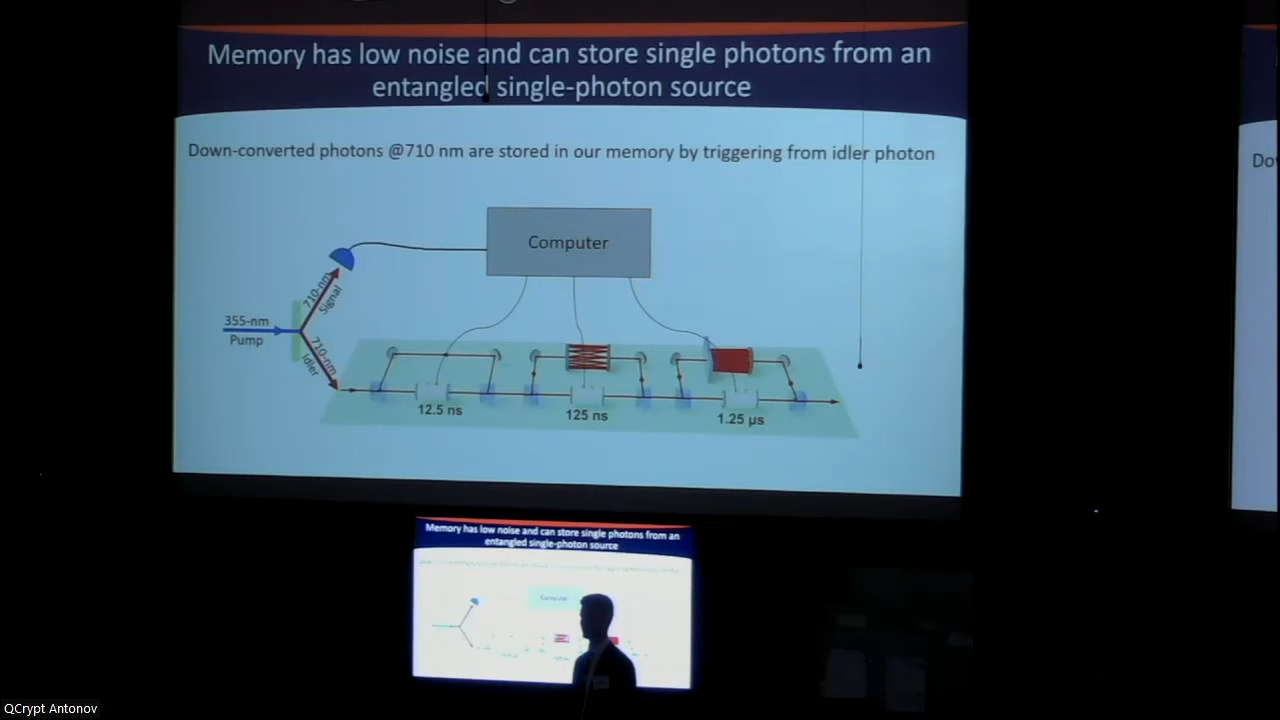 Memory has low noise and can store single photons from an
entangled single-photon source
Down-converted photons @710 nm are stored in our memory by triggering from idler photon
Do
Computer
710-nm
Signal
355-nm
Pump
710-nm
Idler
12.5 ns
125 ns
1.25 µs
Memory has low noise and can store single photons from an
entangled single-photon source
Computer
QCrypt Antonov